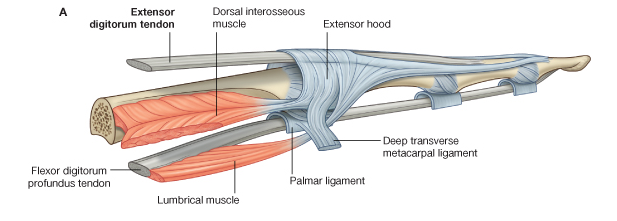 A
Extensor
digitorum tendon
Dorsal interosseous
muscle
Extensor hood
Deep transverse
metacarpal ligament
Flexor digitorum
profundus tendon
Palmar ligament
Lumbrical muscle